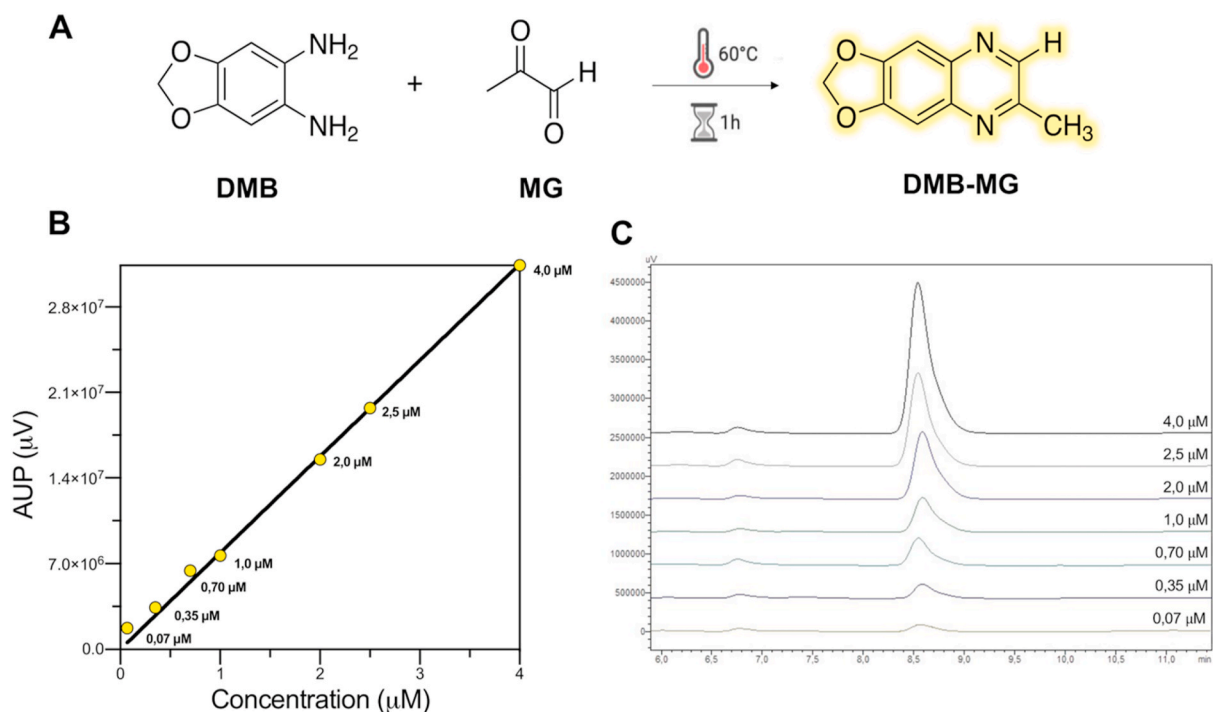 A
O
O
NH₂
NH₂
+
O
H
O
60°C
1h
O
O
N
N
H
CH₃
DMB
MG
DMB-MG
B
AUP (µV)
2.8×10⁷
2.1×10⁷
1.4×10⁷
7.0×10⁶
0.0
4,0 µM
2,5 µM
2,0 µM
1,0 µM
0,70 µM
0,35 µM
0,07 µM
0 1 2 3 4
Concentration (µM)
C
uV
4500000
4000000
3500000
3000000
2500000
2000000
1500000
1000000
500000
0
4,0 µM
2,5 µM
2,0 µM
1,0 µM
0,70 µM
0,35 µM
0,07 µM
6,0 6,5 7,0 7,5 8,0 8,5 9,0 9,5 10,0 10,5 11,0 min